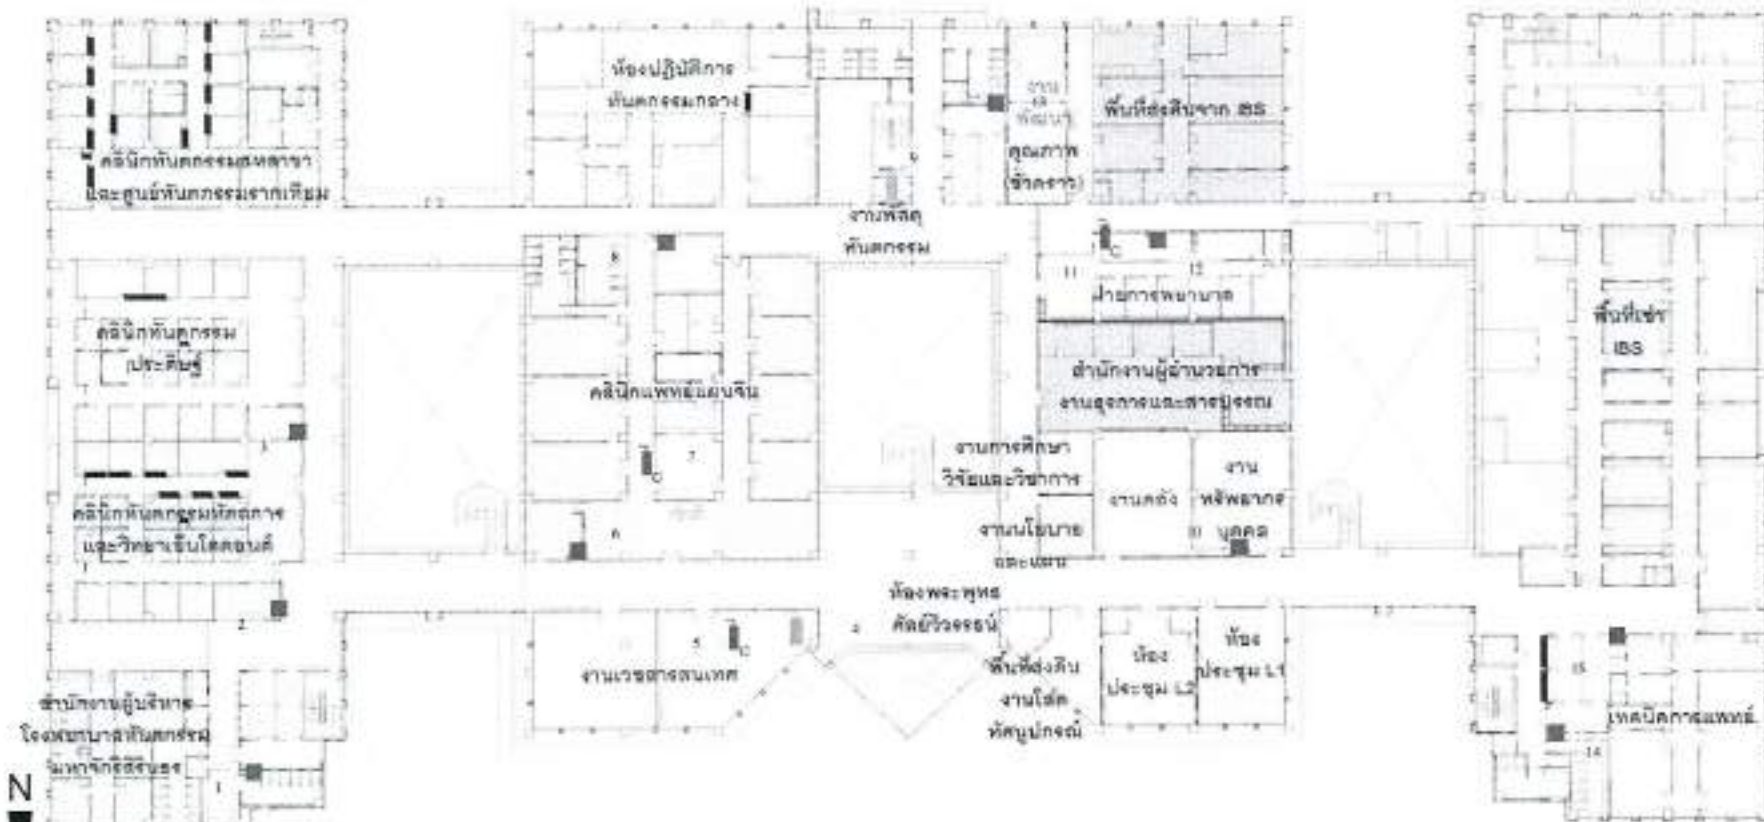 ห้องปฏิบัติการ
ทันตกรรมกลาง
งาน
พัฒนา
คุณภาพ
(ชั่วคราว)
พื้นที่ส่งคืนจาก IBS
คลินิกทันตกรรมสหสาขา
และศูนย์ทันตกรรมรากเทียม
งานพัสดุ
ทันตกรรม
8
9
11
12
ฝ่ายการพยาบาล
คลินิกทันตกรรม
ประดิษฐ์
พื้นที่เช่า
IBS
สำนักงานผู้อำนวยการ
งานธุรการและสารบรรณ
คลินิกแพทย์แผนจีน
3
7
งานการศึกษา
วิจัยและวิชาการ
งานคลัง
งาน
ทรัพยากร
บุคคล
10
คลินิกทันตกรรมหัตถการ
และวิทยาเอ็นโดดอนต์
6
งานนโยบาย
และแผน
ห้องพระพุทธ
2
5
4
งานเวชสารสนเทศ
พื้นที่ส่งคืน
งานโสต
ทัศนูปกรณ์
ห้อง
ประชุม L2
ห้อง
ประชุม L1
15
14
เทคนิคการแพทย์
สำนักงานผู้บริหาร
โรงพยาบาลทันตกรรม
มหาจักรีสิรินธร
1
N